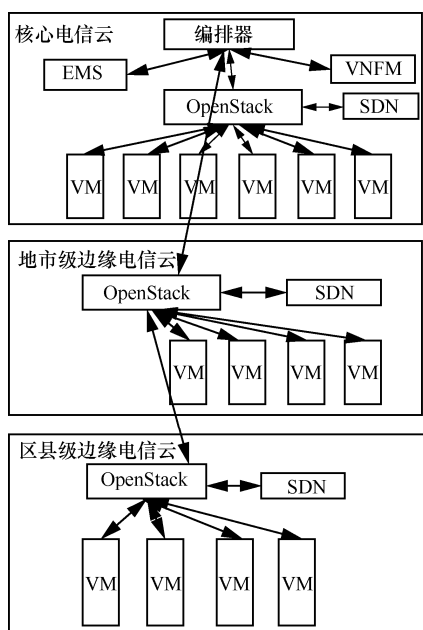 核心电信云
编排器
EMS
VNFM
OpenStack
SDN
VM VM VM VM VM VM
地市级边缘电信云
OpenStack
SDN
VM VM VM VM
区县级边缘电信云
OpenStack
SDN
VM VM VM VM